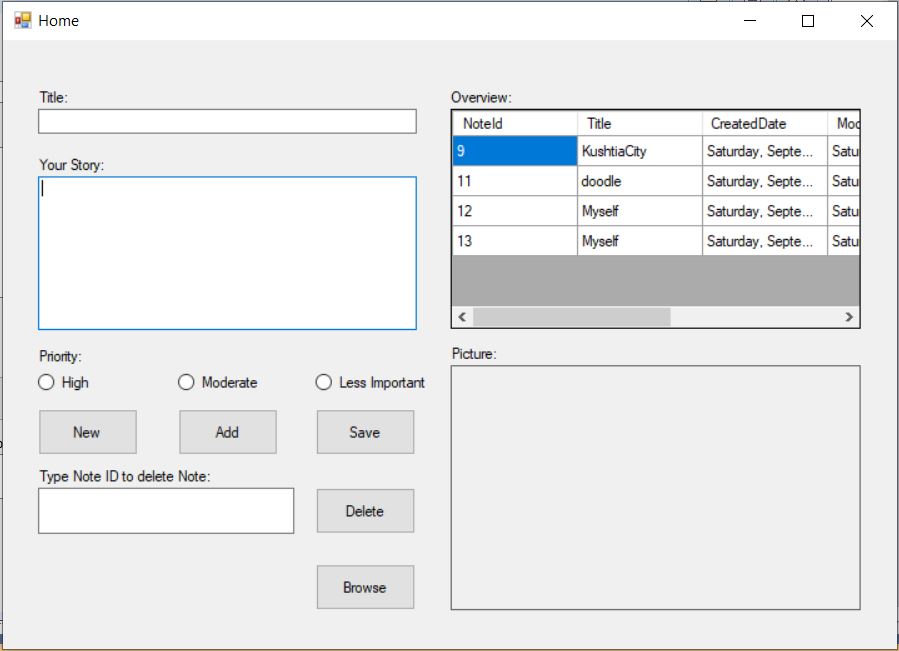 Home
Title:
Your Story:
Priority:
High Moderate Less Important
New Add Save
Type Note ID to delete Note:
Delete
Browse
Overview:
NoteId Title CreatedDate Mod
9 KushtiaCity Saturday, Septe... Satu
11 doodle Saturday, Septe... Satu
12 Myself Saturday, Septe... Satu
13 Myself Saturday, Septe... Satu
Picture: